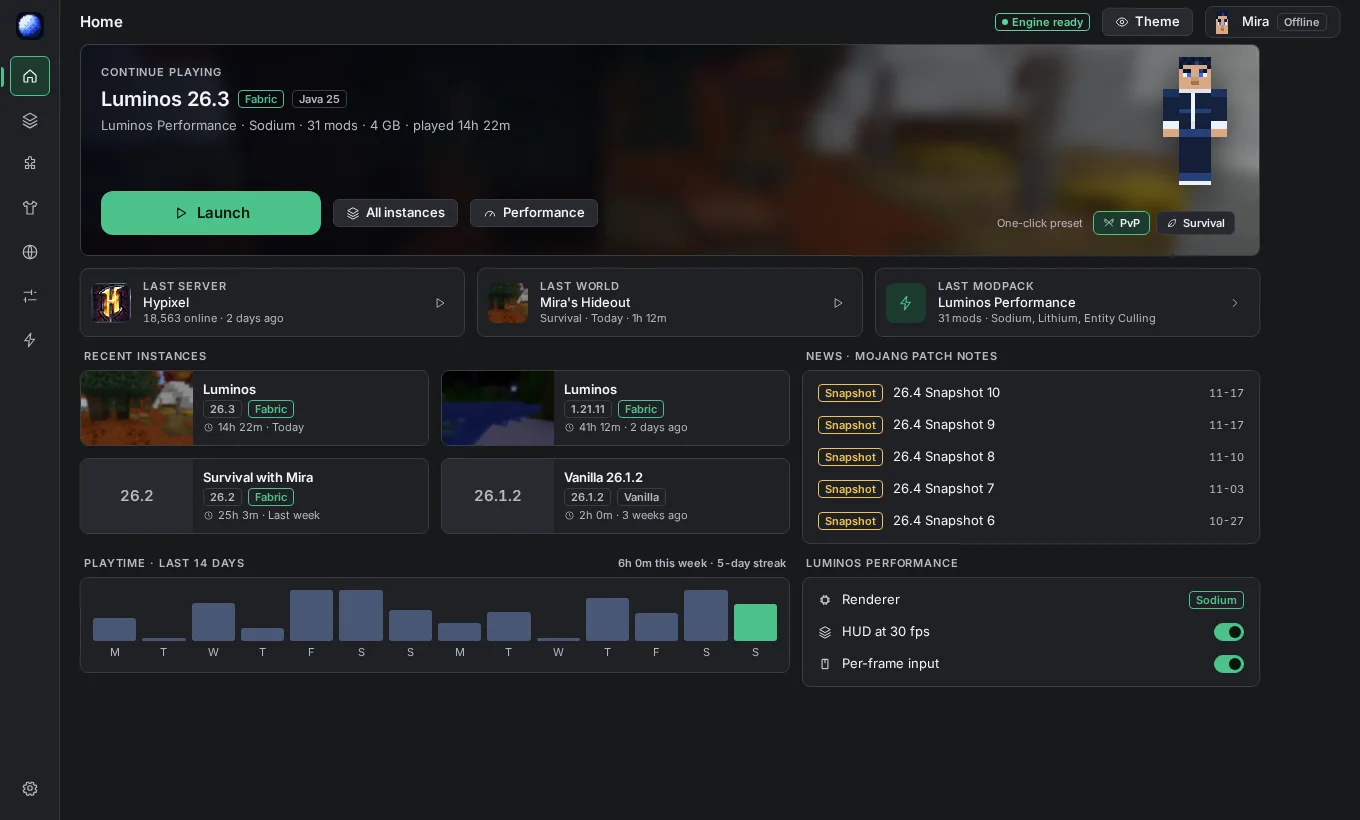 Home
Engine ready
Theme
Mira Offline
CONTINUE PLAYING
Luminos 26.3 Fabric Java 25
Luminos Performance · Sodium · 31 mods · 4 GB · played 14h 22m
Launch
All instances
Performance
One-click preset PvP Survival
LAST SERVER
Hypixel
18,563 online · 2 days ago
LAST WORLD
Mira's Hideout
Survival · Today · 1h 12m
LAST MODPACK
Luminos Performance
31 mods · Sodium, Lithium, Entity Culling
RECENT INSTANCES
Luminos
26.3 Fabric
14h 22m · Today
Luminos
1.21.11 Fabric
41h 12m · 2 days ago
26.2
Survival with Mira
26.2 Fabric
25h 3m · Last week
26.1.2
Vanilla 26.1.2
26.1.2 Vanilla
2h 0m · 3 weeks ago
NEWS · MOJANG PATCH NOTES
Snapshot 26.4 Snapshot 10 11-17
Snapshot 26.4 Snapshot 9 11-17
Snapshot 26.4 Snapshot 8 11-10
Snapshot 26.4 Snapshot 7 11-03
Snapshot 26.4 Snapshot 6 10-27
PLAYTIME · LAST 14 DAYS
6h 0m this week · 5-day streak
M T W T F S S M T W T F S S
LUMINOS PERFORMANCE
Renderer Sodium
HUD at 30 fps
Per-frame input